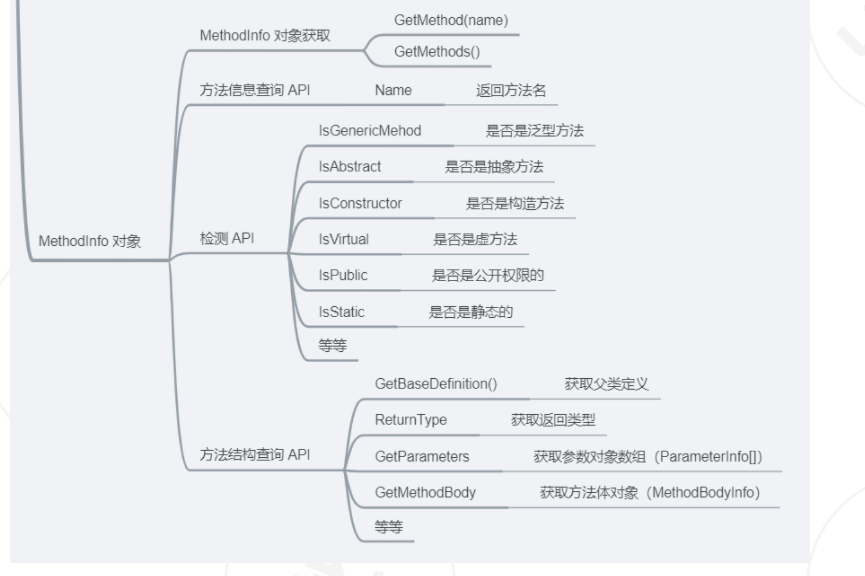 MethodInfo 对象
MethodInfo 对象获取
GetMethod(name)
GetMethods()
方法信息查询 API Name 返回方法名
检测 API
IsGenericMehod 是否是泛型方法
IsAbstract 是否是抽象方法
IsConstructor 是否是构造方法
IsVirtual 是否是虚方法
IsPublic 是否是公开权限的
IsStatic 是否是静态的
等等
方法结构查询 API
GetBaseDefinition() 获取父类定义
ReturnType 获取返回类型
GetParameters 获取参数对象数组（ParameterInfo[]）
GetMethodBody 获取方法体对象（MethodBodyInfo）
等等